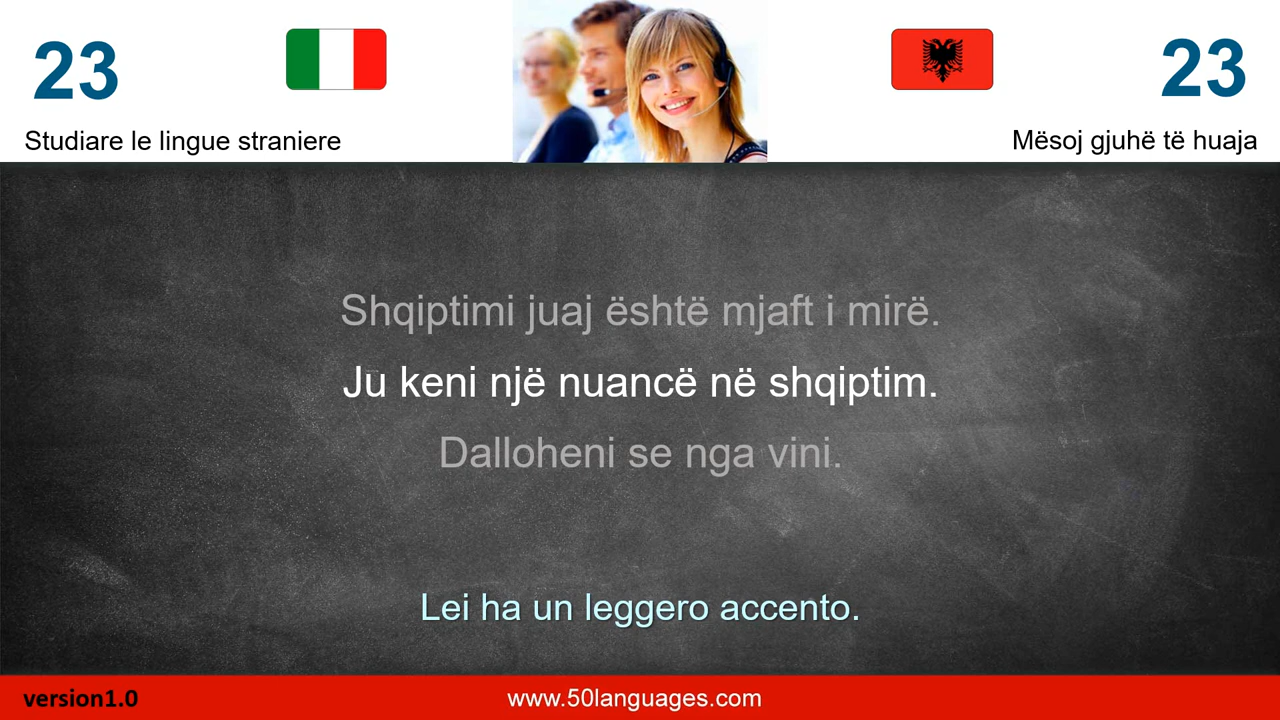 23
23
Studiare le lingue straniere
Mësoj gjuhë të huaja
Shqiptimi juaj është mjaft i mirë.
Ju keni një nuancë në shqiptim.
Dalloheni se nga vini.
Lei ha un leggero accento.
version1.0
www.50languages.com